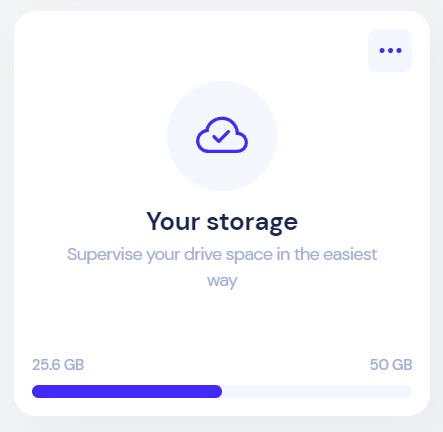 Your storage
Supervise your drive space in the easiest
way
25.6 GB
50 GB